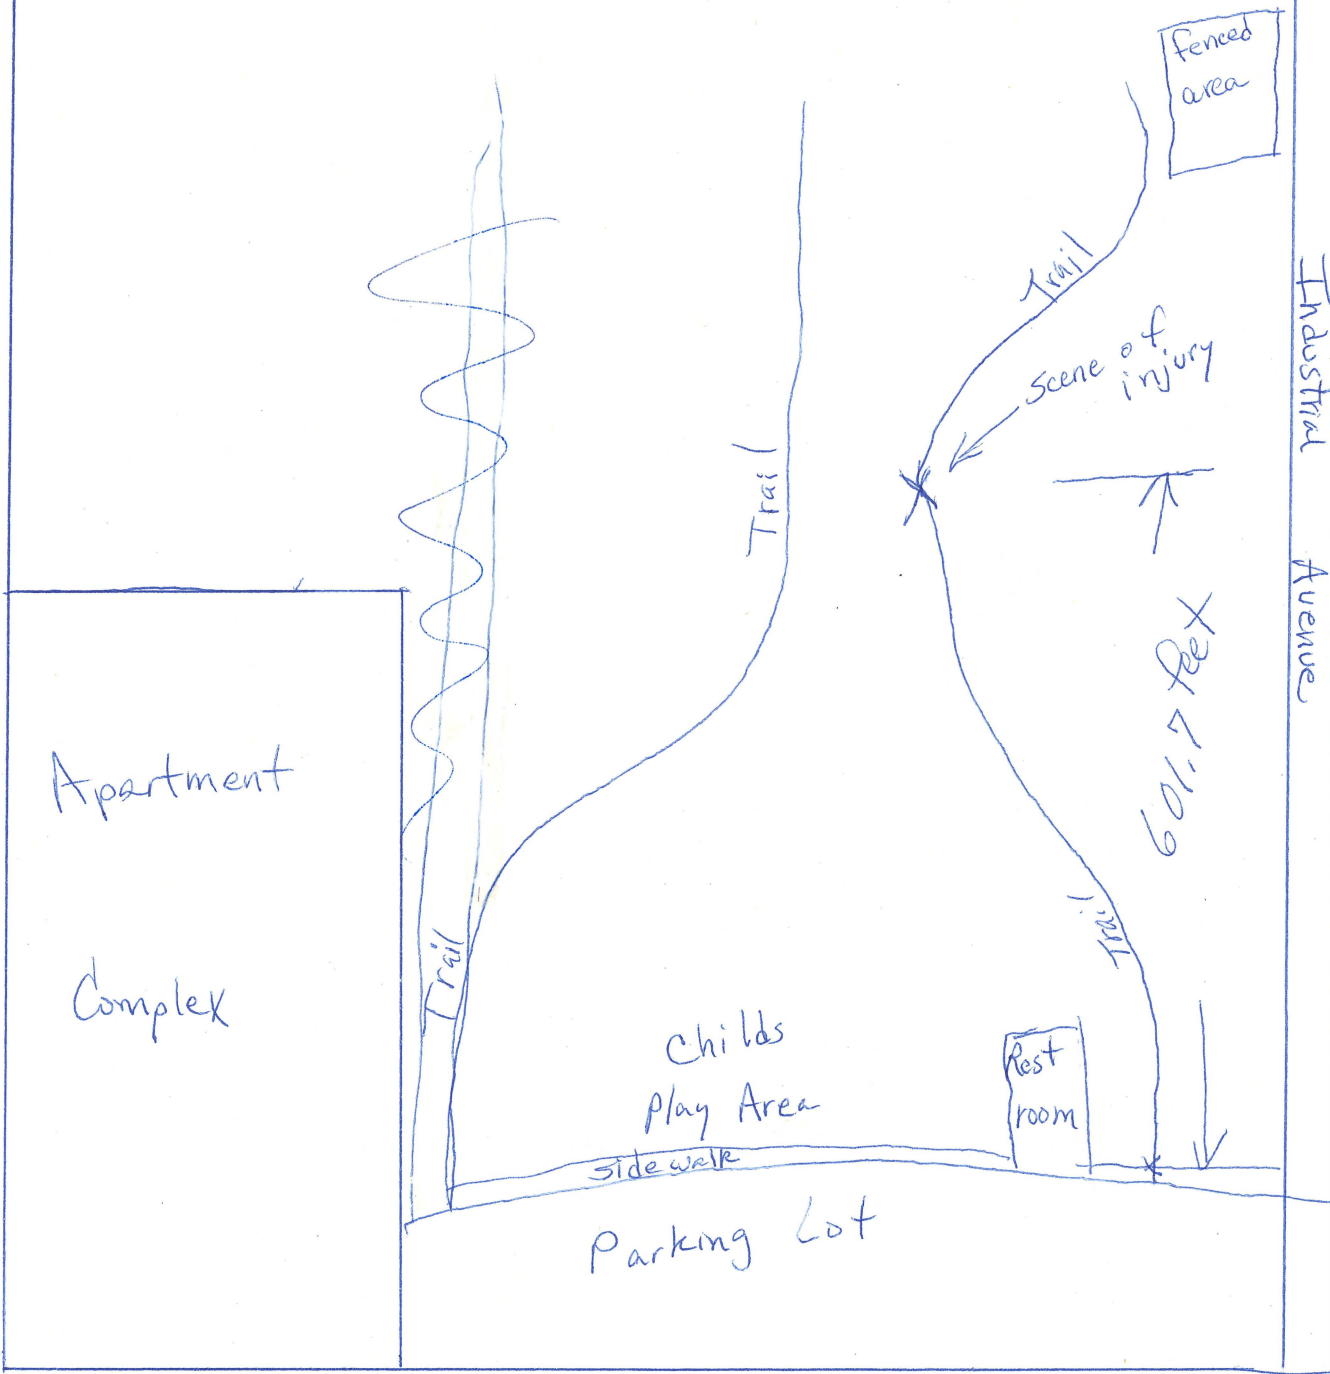 Fenced
area
Trail
scene of
injury
Industrial Avenue
Trail
601.7 feet
Apartment
Complex
Trail
Trail
Childs
Play Area
Rest
room
sidewalk
Parking Lot